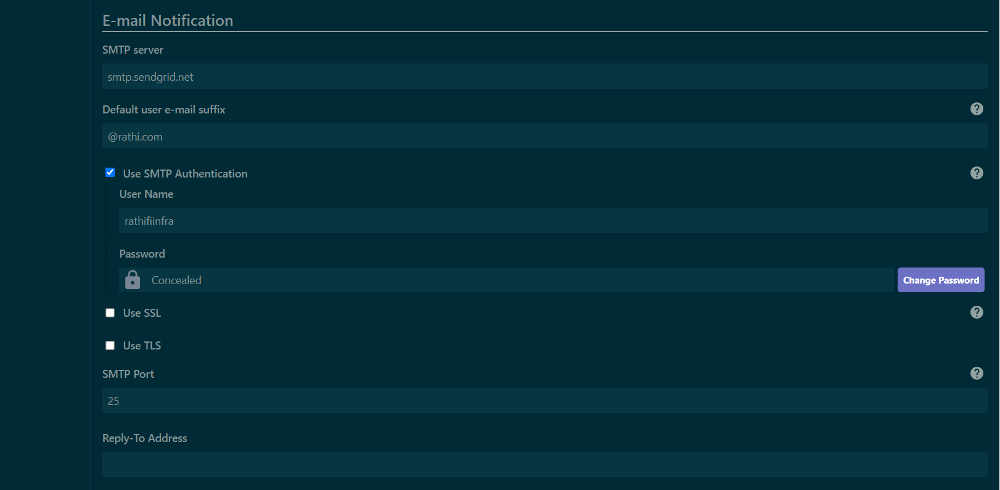 E-mail Notification
SMTP server
smtp.sendgrid.net
Default user e-mail suffix
?
@rathi.com
Use SMTP Authentication
?
User Name
rathifiinfra
Password
Concealed
Change Password
Use SSL
?
Use TLS
SMTP Port
?
25
Reply-To Address